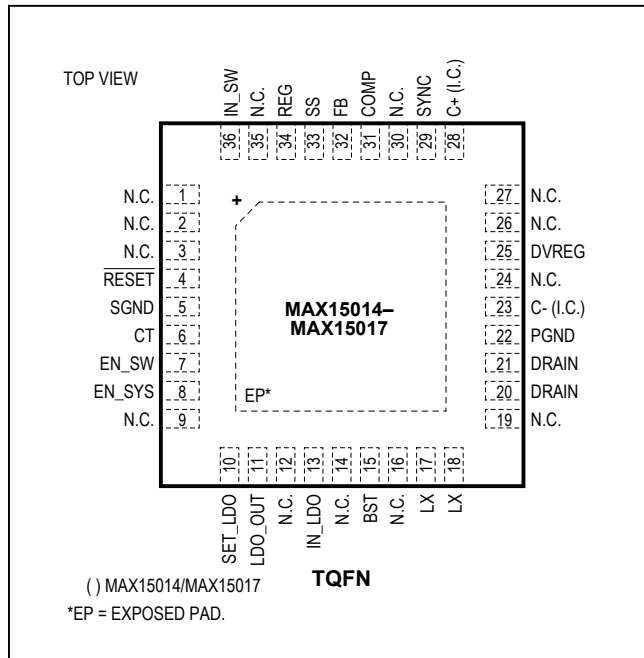 TOP VIEW
IN_SW
N.C.
REG
SS
FB
COMP
N.C.
SYNC
C+ (I.C.)
36
35
34
33
32
31
30
29
28
N.C. 1
N.C. 2
N.C. 3
RESET 4
SGND 5
CT 6
EN_SW 7
EN_SYS 8
N.C. 9
+
MAX15014–
MAX15017
EP*
27 N.C.
26 N.C.
25 DVREG
24 N.C.
23 C- (I.C.)
22 PGND
21 DRAIN
20 DRAIN
19 N.C.
10
11
12
13
14
15
16
17
18
SET_LDO
LDO_OUT
N.C.
IN_LDO
N.C.
BST
N.C.
LX
LX
TQFN
( ) MAX15014/MAX15017
*EP = EXPOSED PAD.